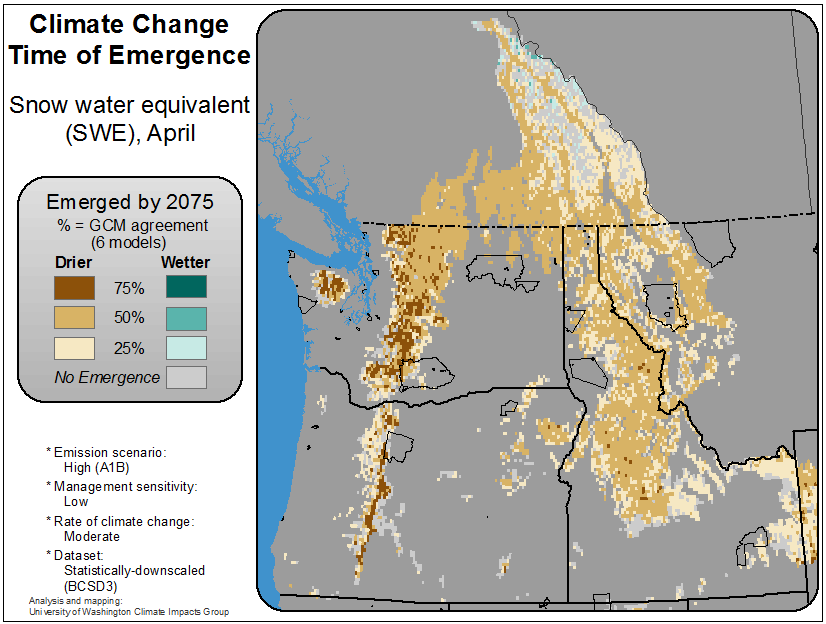 Climate Change
Time of Emergence
Snow water equivalent
(SWE), April
Emerged by 2075
% = GCM agreement
(6 models)
Drier Wetter
75%
50%
25%
No Emergence
* Emission scenario:
High (A1B)
* Management sensitivity:
Low
* Rate of climate change:
Moderate
* Dataset:
Statistically-downscaled
(BCSD3)
Analysis and mapping:
University of Washington Climate Impacts Group